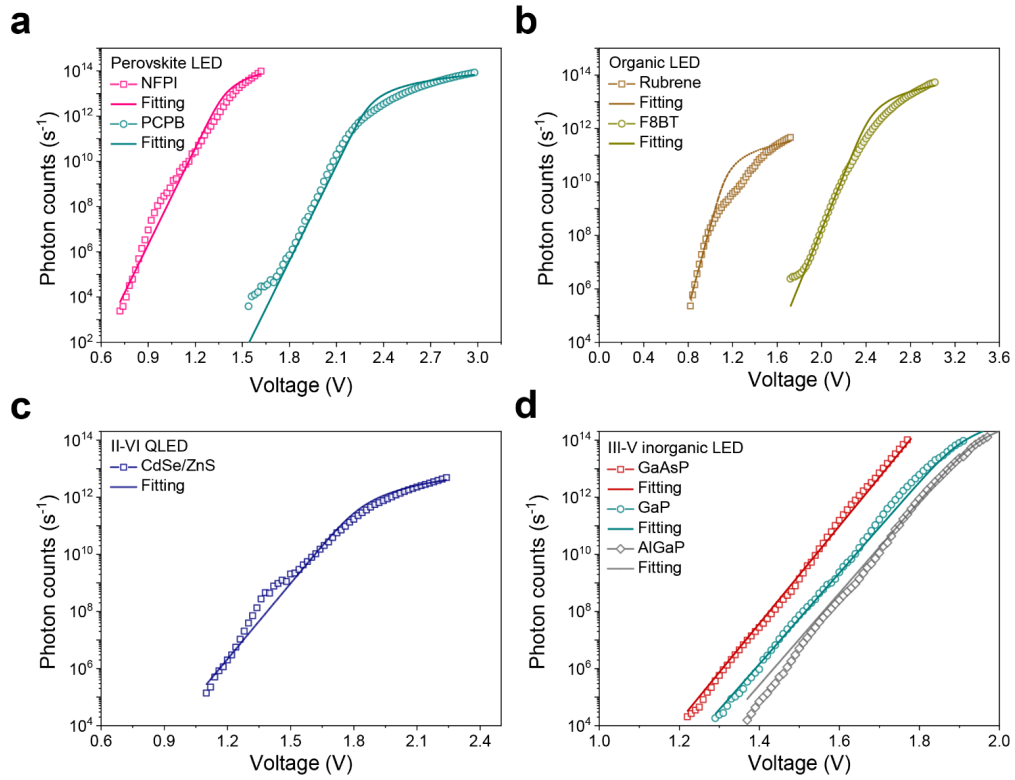 a
Perovskite LED
NFPI
Fitting
PCPB
Fitting
10¹⁴
10¹²
10¹⁰
10⁸
10⁶
10⁴
10²
Photon counts (s⁻¹)
0.6 0.9 1.2 1.5 1.8 2.1 2.4 2.7 3.0
Voltage (V)
b
Organic LED
Rubrene
Fitting
F8BT
Fitting
10¹⁴
10¹²
10¹⁰
10⁸
10⁶
10⁴
Photon counts (s⁻¹)
0.0 0.4 0.8 1.2 1.6 2.0 2.4 2.8 3.2 3.6
Voltage (V)
c
II-VI QLED
CdSe/ZnS
Fitting
10¹⁴
10¹²
10¹⁰
10⁸
10⁶
10⁴
Photon counts (s⁻¹)
0.6 0.9 1.2 1.5 1.8 2.1 2.4
Voltage (V)
d
III-V inorganic LED
GaAsP
Fitting
GaP
Fitting
AlGaP
Fitting
10¹⁴
10¹²
10¹⁰
10⁸
10⁶
10⁴
Photon counts (s⁻¹)
1.0 1.2 1.4 1.6 1.8 2.0
Voltage (V)